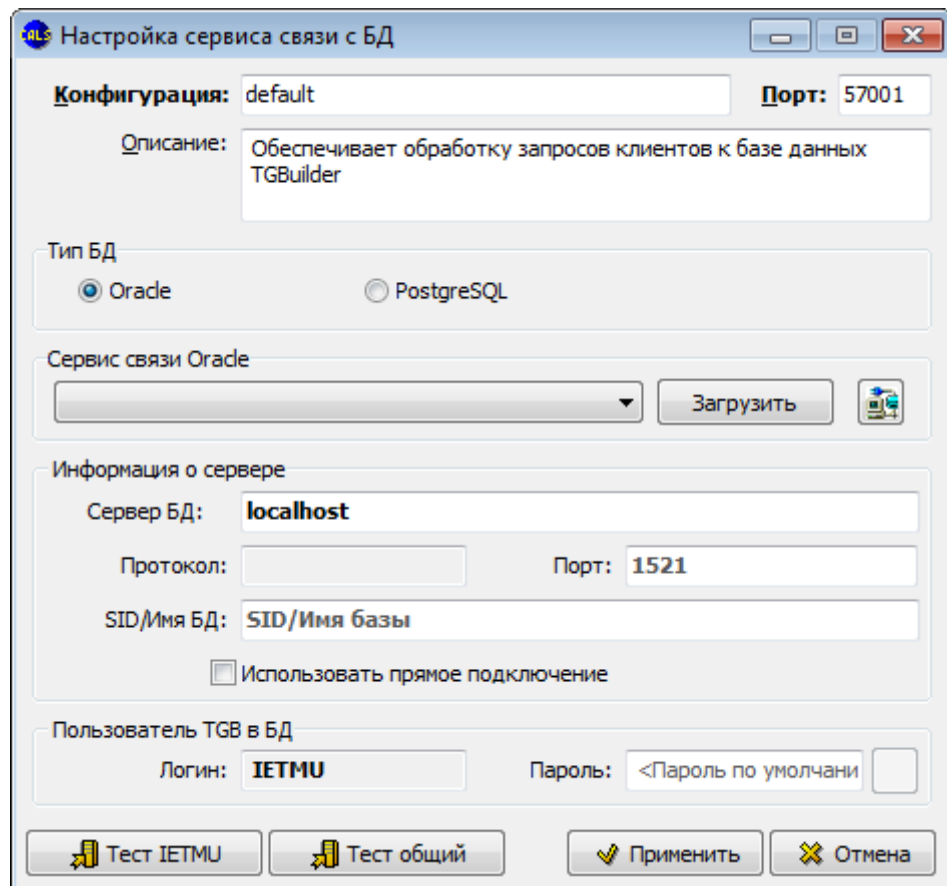 CALS Настройка сервиса связи с БД
Конфигурация: default Порт: 57001
Описание: Обеспечивает обработку запросов клиентов к базе данных
TGBuilder
Тип БД
Oracle PostgreSQL
Сервис связи Oracle
Загрузить
Информация о сервере
Сервер БД: localhost
Протокол: Порт: 1521
SID/Имя БД: SID/Имя базы
Использовать прямое подключение
Пользователь TGB в БД
Логин: IETMU Пароль: <Пароль по умолчани
Тест IETMU Тест общий Применить Отмена